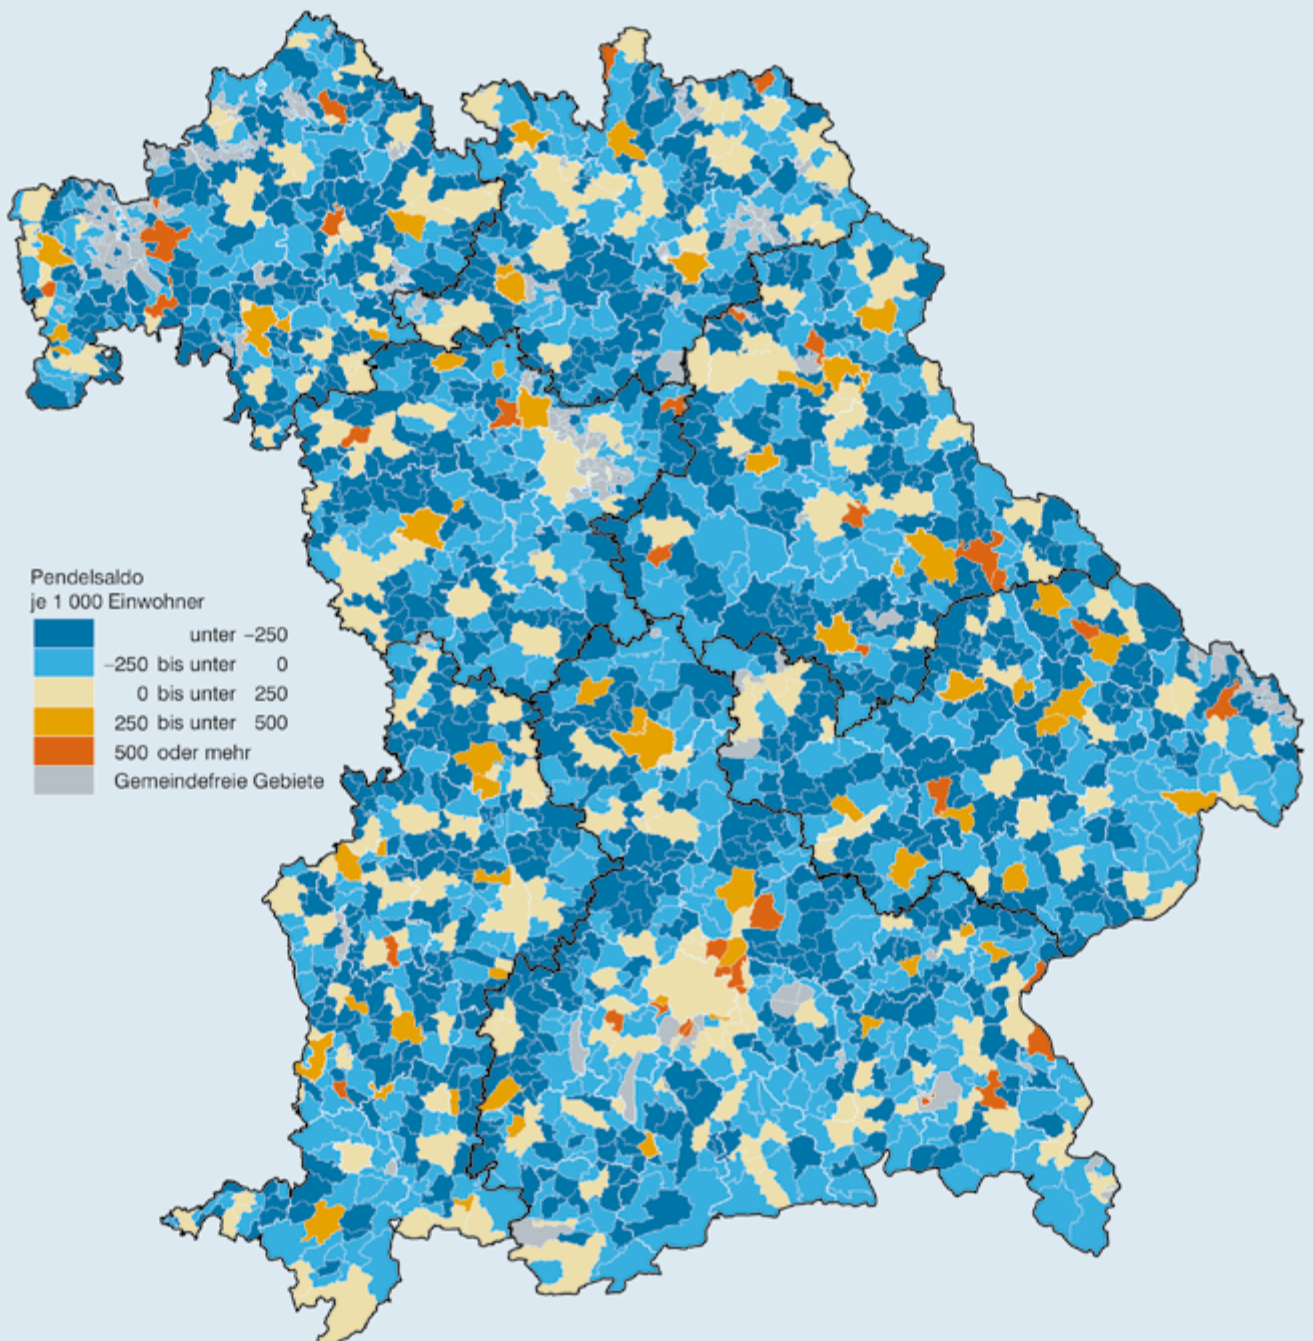 Pendelsaldo
je 1 000 Einwohner
unter –250
–250 bis unter 0
0 bis unter 250
250 bis unter 500
500 oder mehr
Gemeindefreie Gebiete